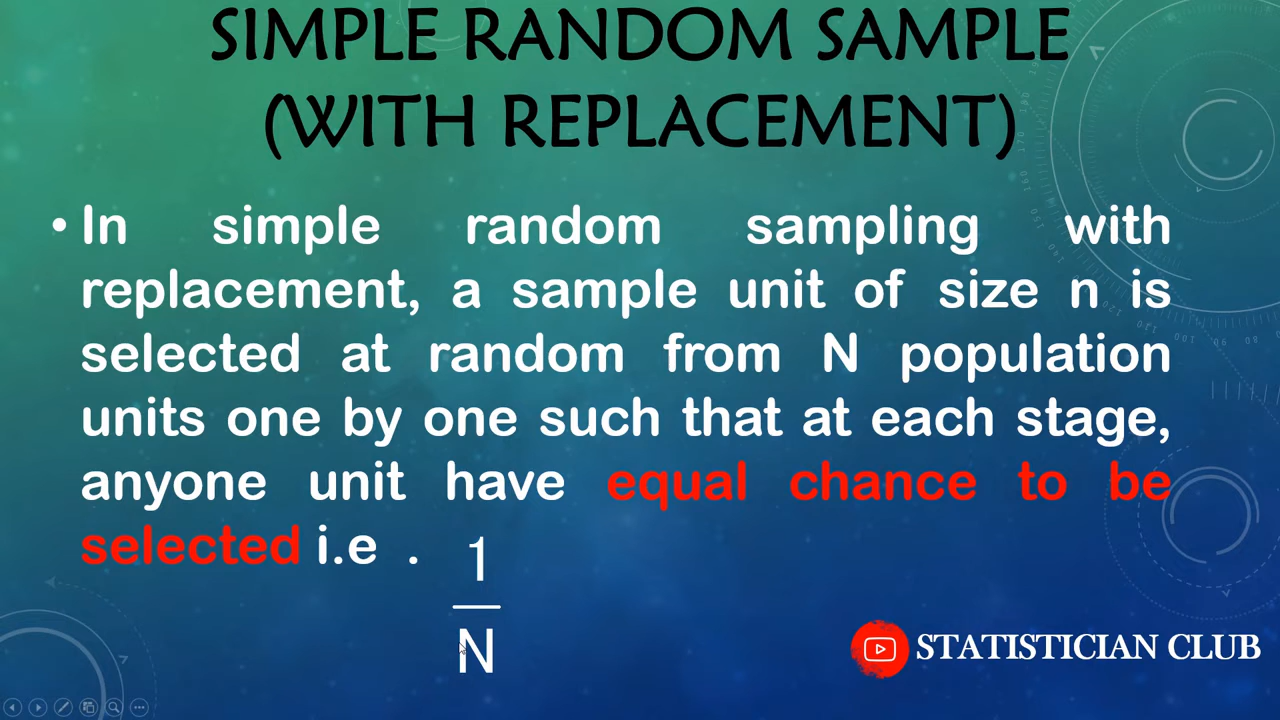 SIMPLE RANDOM SAMPLE
(WITH REPLACEMENT)
• In simple random sampling with
replacement, a sample unit of size n is
selected at random from N population
units one by one such that at each stage,
anyone unit have equal chance to be
selected i.e .
1
N
STATISTICIAN CLUB